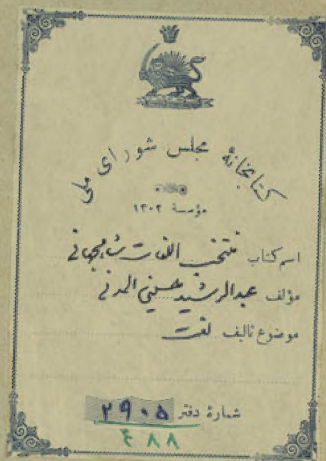 کتابخانهٔ مجلس شورای ملی
مؤسسهٔ ۱۳۰۲
اسم کتاب منتخب اللغات شاهجهانی
مؤلف عبدالرشید حسینی المدنی
موضوع تالیف لغت
شمارهٔ دفتر ۲۹۰۵
۴۸۸